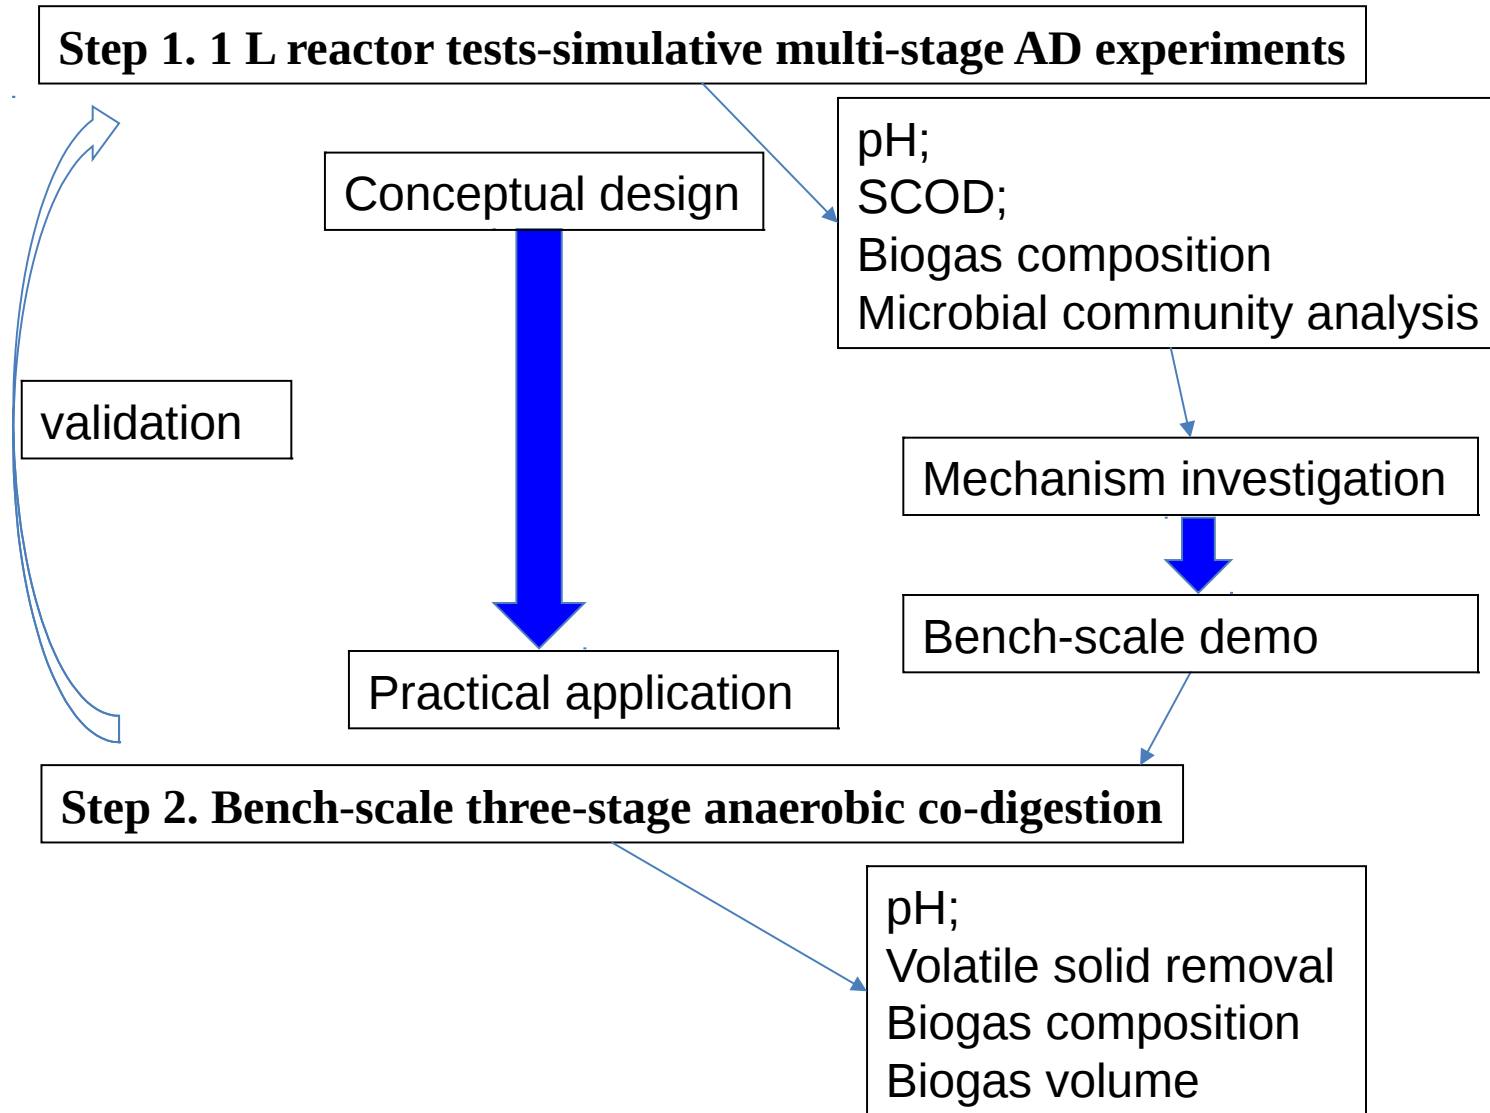 Step 1. 1 L reactor tests-simulative multi-stage AD experiments
pH;
SCOD;
Biogas composition
Microbial community analysis
Conceptual design
validation
Mechanism investigation
Bench-scale demo
Practical application
Step 2. Bench-scale three-stage anaerobic co-digestion
pH;
Volatile solid removal
Biogas composition
Biogas volume